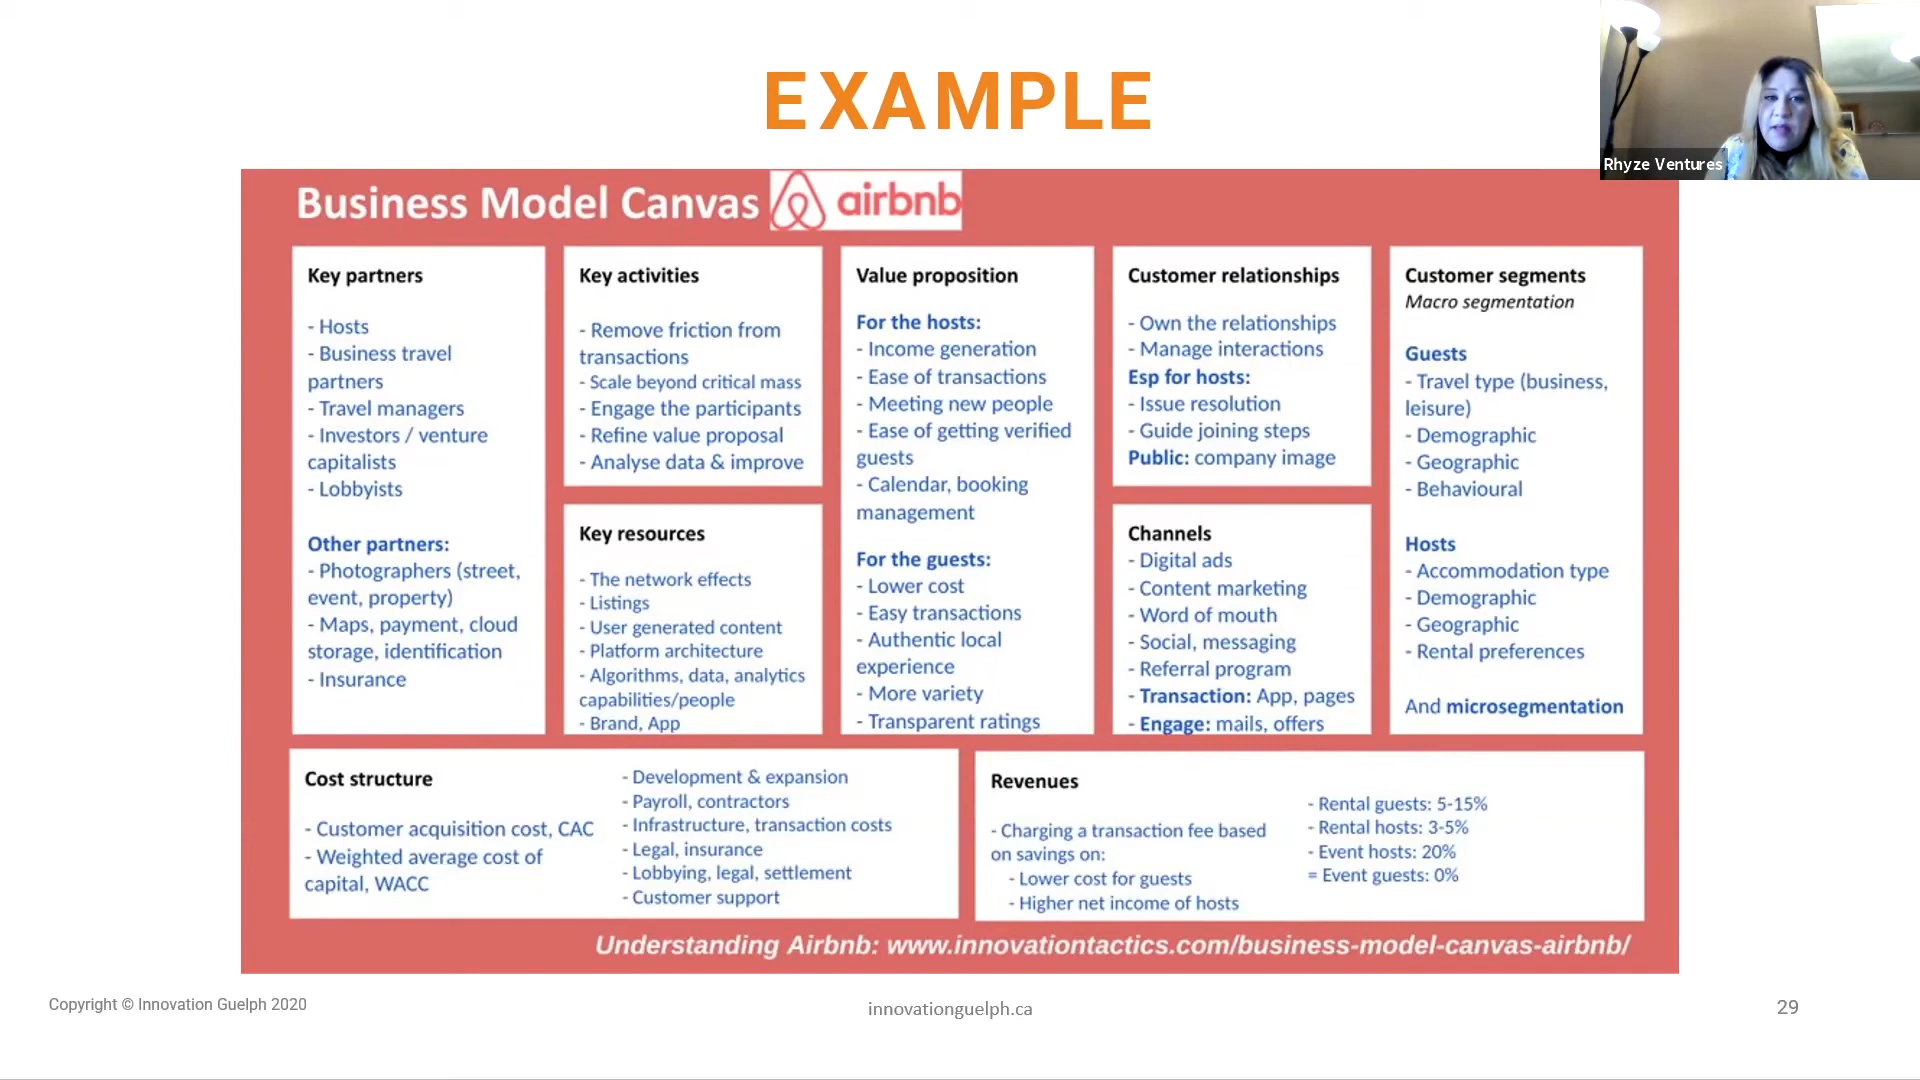 EXAMPLE
Rhyze Ventures
Business Model Canvas airbnb
Key partners
- Hosts
- Business travel
partners
- Travel managers
- Investors / venture
capitalists
- Lobbyists
Other partners:
- Photographers (street,
event, property)
- Maps, payment, cloud
storage, identification
- Insurance
Key activities
- Remove friction from
transactions
- Scale beyond critical mass
- Engage the participants
- Refine value proposal
- Analyse data & improve
Key resources
- The network effects
- Listings
- User generated content
- Platform architecture
- Algorithms, data, analytics
capabilities/people
- Brand, App
Value proposition
For the hosts:
- Income generation
- Ease of transactions
- Meeting new people
- Ease of getting verified
guests
- Calendar, booking
management
For the guests:
- Lower cost
- Easy transactions
- Authentic local
experience
- More variety
- Transparent ratings
Customer relationships
- Own the relationships
- Manage interactions
Esp for hosts:
- Issue resolution
- Guide joining steps
Public: company image
Channels
- Digital ads
- Content marketing
- Word of mouth
- Social, messaging
- Referral program
- Transaction: App, pages
- Engage: mails, offers
Customer segments
Macro segmentation
Guests
- Travel type (business,
leisure)
- Demographic
- Geographic
- Behavioural
Hosts
- Accommodation type
- Demographic
- Geographic
- Rental preferences
And microsegmentation
Cost structure
- Customer acquisition cost, CAC
- Weighted average cost of
capital, WACC
- Development & expansion
- Payroll, contractors
- Infrastructure, transaction costs
- Legal, insurance
- Lobbying, legal, settlement
- Customer support
Revenues
- Charging a transaction fee based
on savings on:
- Lower cost for guests
- Higher net income of hosts
- Rental guests: 5-15%
- Rental hosts: 3-5%
- Event hosts: 20%
= Event guests: 0%
Understanding Airbnb: www.innovationtactics.com/business-model-canvas-airbnb/
Copyright © Innovation Guelph 2020
innovationguelph.ca
29